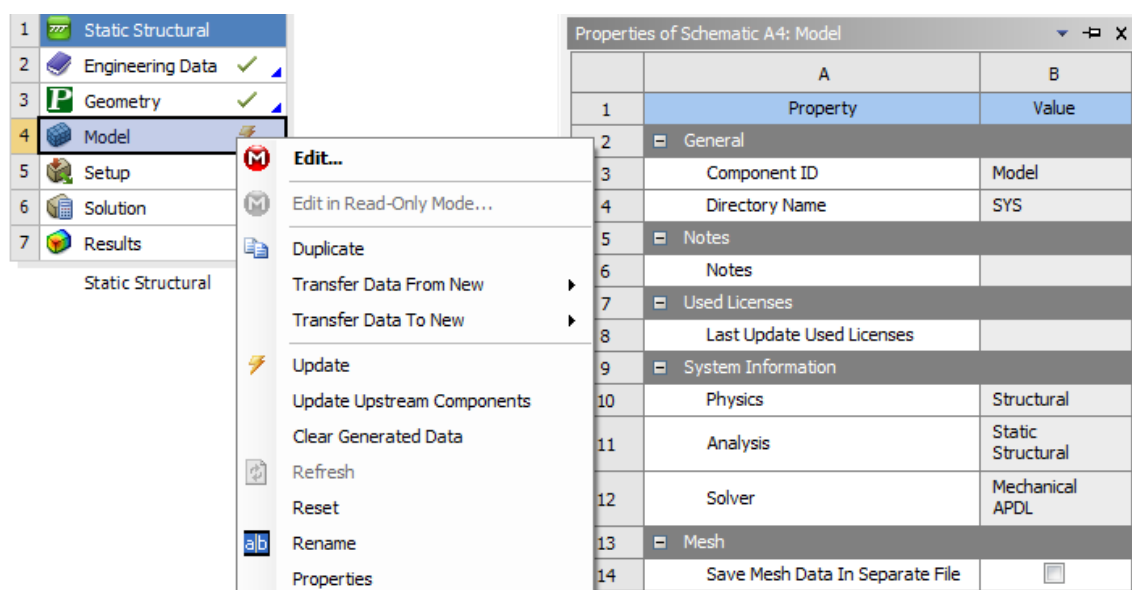 1 Static Structural
2 Engineering Data
3 P Geometry
4 Model
5 Setup
6 Solution
7 Results
Static Structural
M Edit...
M Edit in Read-Only Mode...
Duplicate
Transfer Data From New
Transfer Data To New
Update
Update Upstream Components
Clear Generated Data
Refresh
Reset
a|b Rename
Properties
Properties of Schematic A4: Model
A B
1 Property Value
2 General
3 Component ID Model
4 Directory Name SYS
5 Notes
6 Notes
7 Used Licenses
8 Last Update Used Licenses
9 System Information
10 Physics Structural
11 Analysis Static
Structural
12 Solver Mechanical
APDL
13 Mesh
14 Save Mesh Data In Separate File